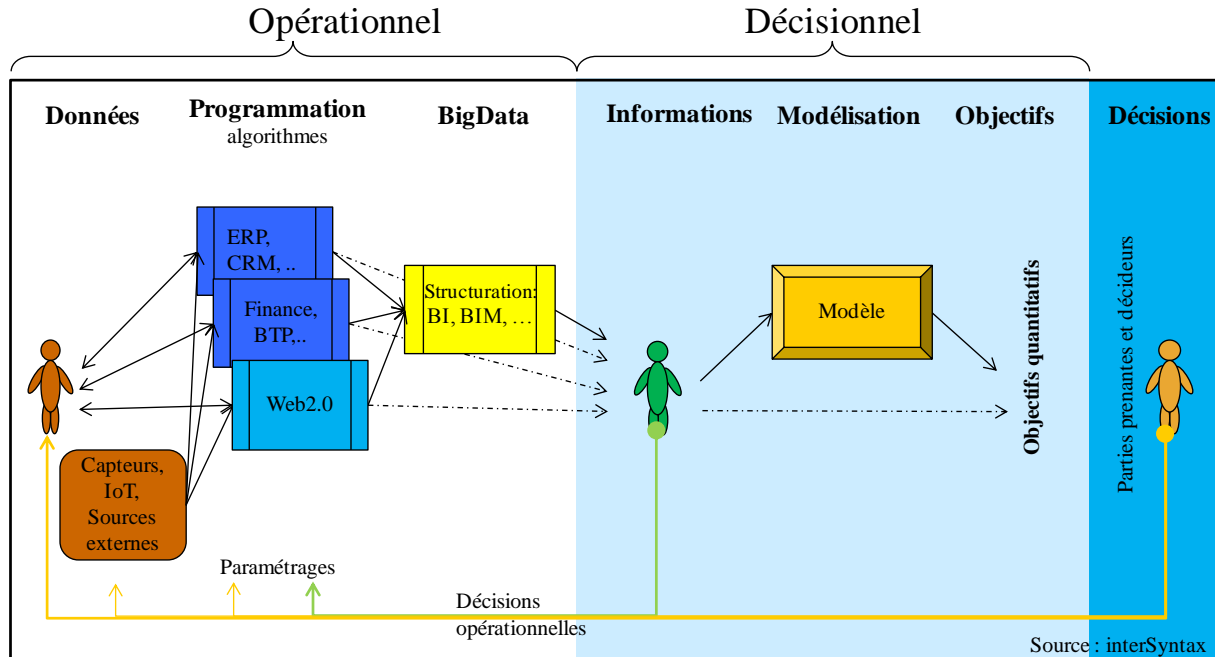 Opérationnel
Décisionnel
Données
Programmation
algorithmes
BigData
Informations
Modélisation
Objectifs
Décisions
ERP,
CRM, ..
Finance,
BTP,..
Web2.0
Structuration:
BI, BIM, …
Modèle
Objectifs quantitatifs
Parties prenantes et décideurs
Capteurs,
IoT,
Sources
externes
Paramétrages
Décisions
opérationnelles
Source : interSyntax